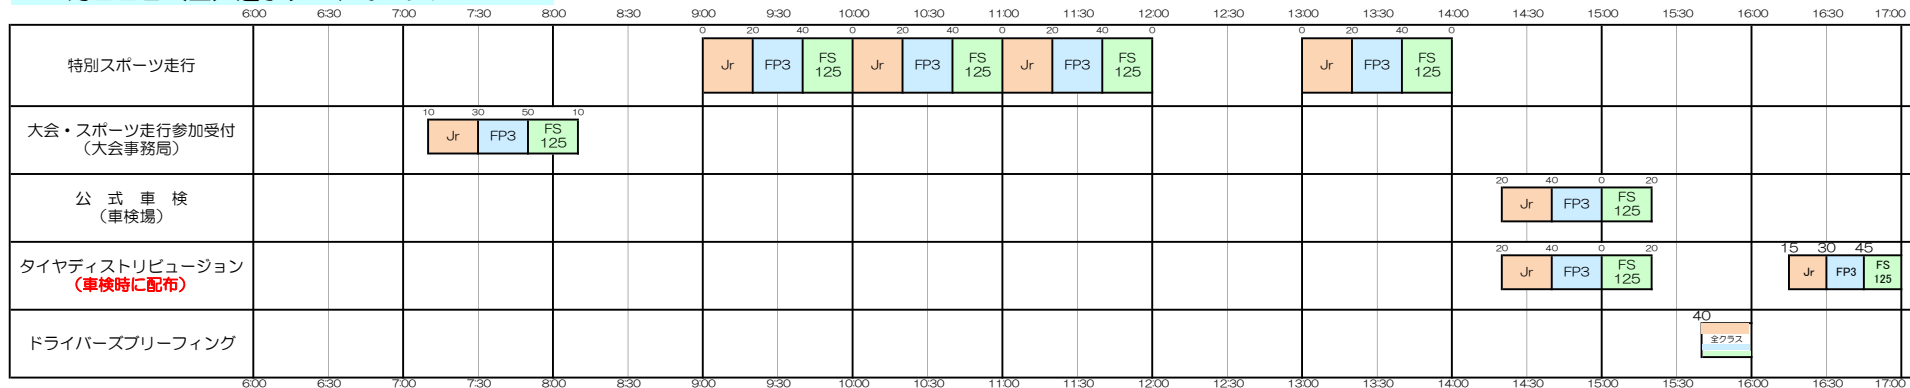 6:00 6:30 7:00 7:30 8:00 8:30 9:00 9:30 10:00 10:30 11:00 11:30 12:00 12:30 13:00 13:30 14:00 14:30 15:00 15:30 16:00 16:30 17:00
0 20 40 0 20 40 0 20 40 0 0 20 40 0
特別スポーツ走行
Jr FP3 FS 125 Jr FP3 FS 125 Jr FP3 FS 125 Jr FP3 FS 125
10 30 50 10
大会・スポーツ走行参加受付
（大会事務局）
Jr FP3 FS 125
20 40 0 20
公 式 車 検
（車検場）
Jr FP3 FS 125
20 40 0 20 15 30 45
タイヤディストリビュージョン
（車検時に配布）
Jr FP3 FS 125 Jr FP3 FS 125
40
ドライバーズブリーフィング
全クラス
6:00 6:30 7:00 7:30 8:00 8:30 9:00 9:30 10:00 10:30 11:00 11:30 12:00 12:30 13:00 13:30 14:00 14:30 15:00 15:30 16:00 16:30 17:00